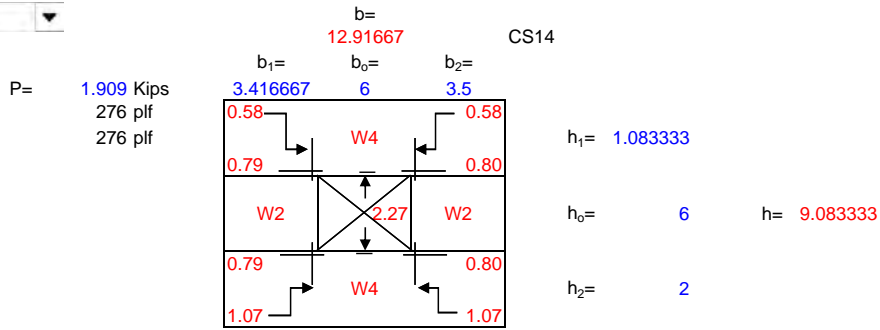 b=
12.91667 CS14
b₁= bₒ= b₂=
P= 1.909 Kips 3.416667 6 3.5
276 plf 0.58 0.58
276 plf W4 h₁= 1.083333
0.79 0.80
W2 2.27 W2 hₒ= 6 h= 9.083333
0.79 0.80
W4 h₂= 2
1.07 1.07